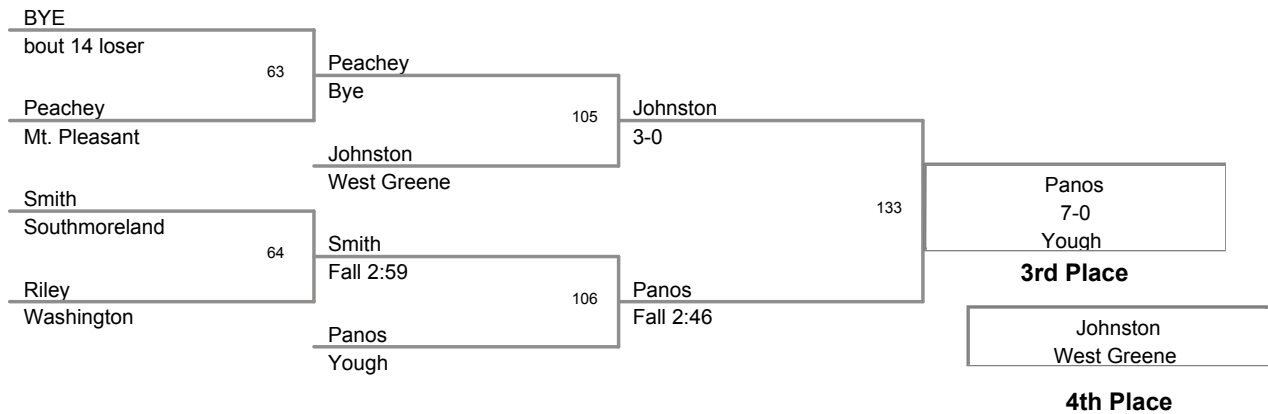 BYE
bout 14 loser
63
Peachey
Mt. Pleasant
Peachey
Bye
105
Johnston
West Greene
Johnston
3-0
Smith
Southmoreland
64
Riley
Washington
Smith
Fall 2:59
106
Panos
Yough
Panos
Fall 2:46
133
Panos
7-0
Yough
3rd Place
Johnston
West Greene
4th Place